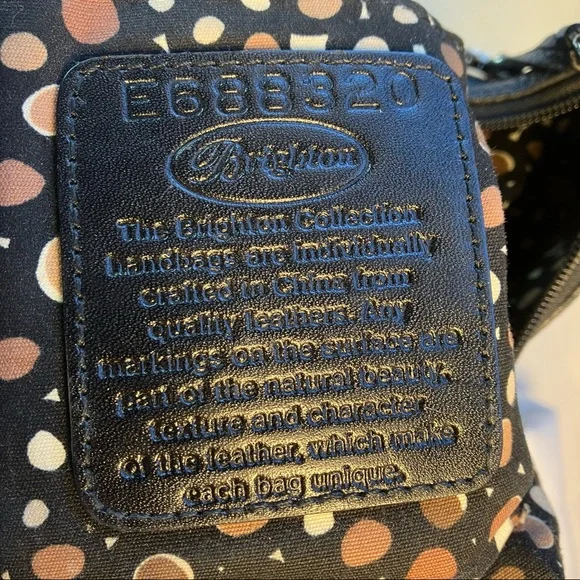 E688320
Brighton
The Brighton Collection
handbags are individually
crafted in China from
quality leathers. Any
markings on the surface are
part of the natural beauty,
texture and character
of the leather, which make
each bag unique.